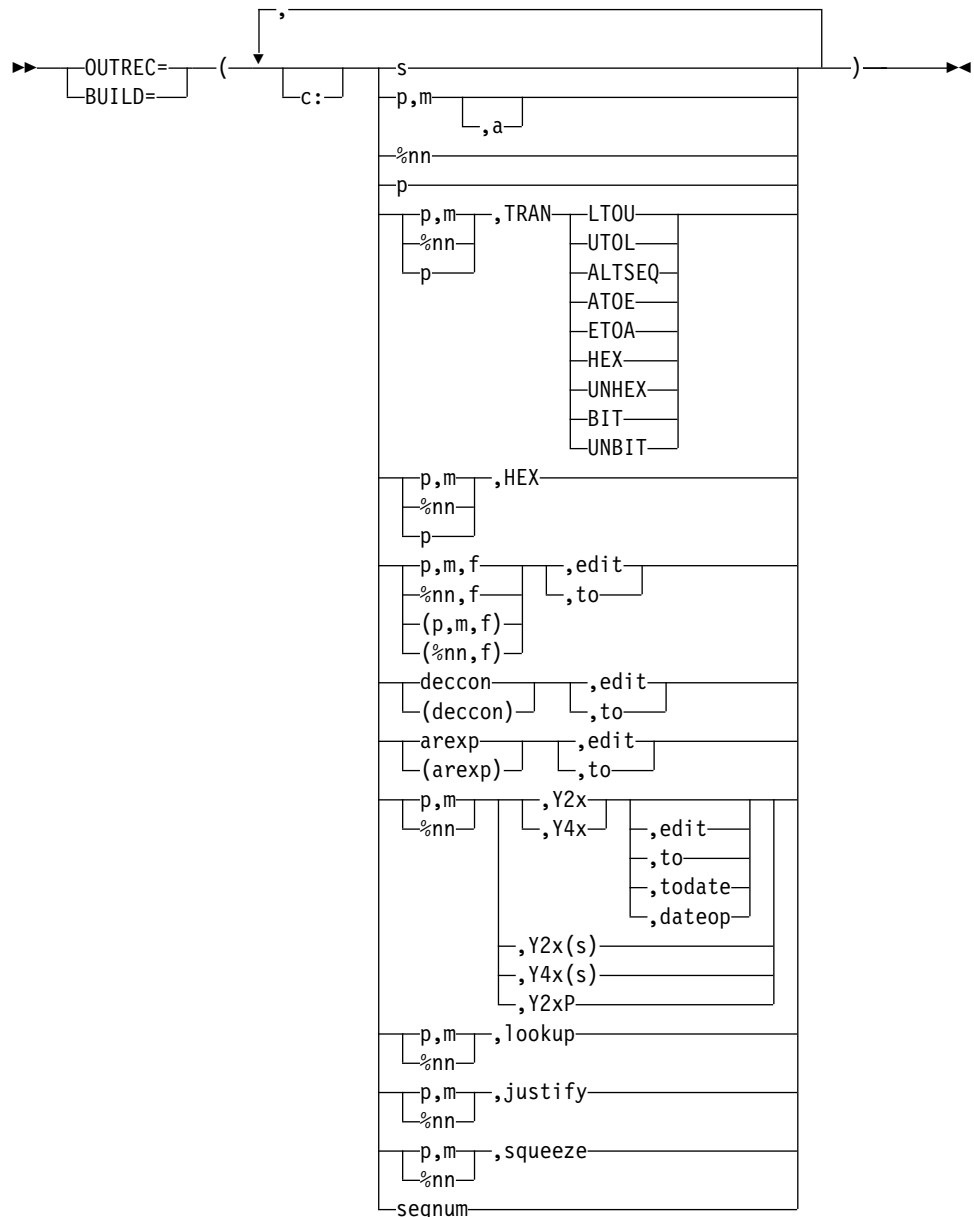 ,
OUTREC= ( s )
BUILD= c:
p,m
,a
%nn
p
p,m ,TRAN LTOU
%nn UTOL
p ALTSEQ
ATOE
ETOA
HEX
UNHEX
BIT
UNBIT
p,m ,HEX
%nn
p
p,m,f ,edit
%nn,f ,to
(p,m,f)
(%nn,f)
deccon ,edit
(deccon) ,to
arexp ,edit
(arexp) ,to
p,m ,Y2x
%nn ,Y4x ,edit
,to
,todate
,dateop
,Y2x(s)
,Y4x(s)
,Y2xP
p,m ,lookup
%nn
p,m ,justify
%nn
p,m ,squeeze
%nn
seqnum